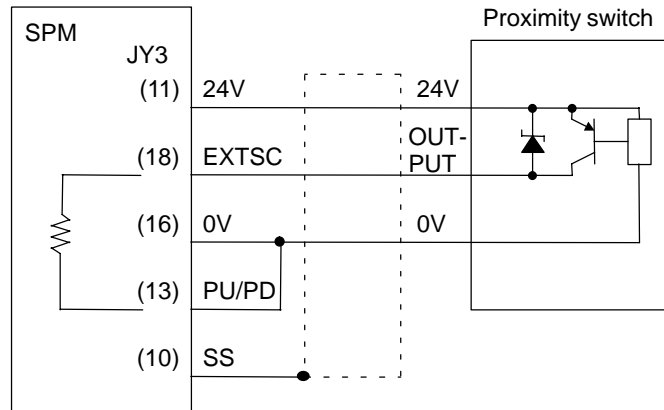 Proximity switch
SPM
JY3
(11) 24V 24V
OUT-
(18) EXTSC PUT
(16) 0V 0V
(13) PU/PD
(10) SS